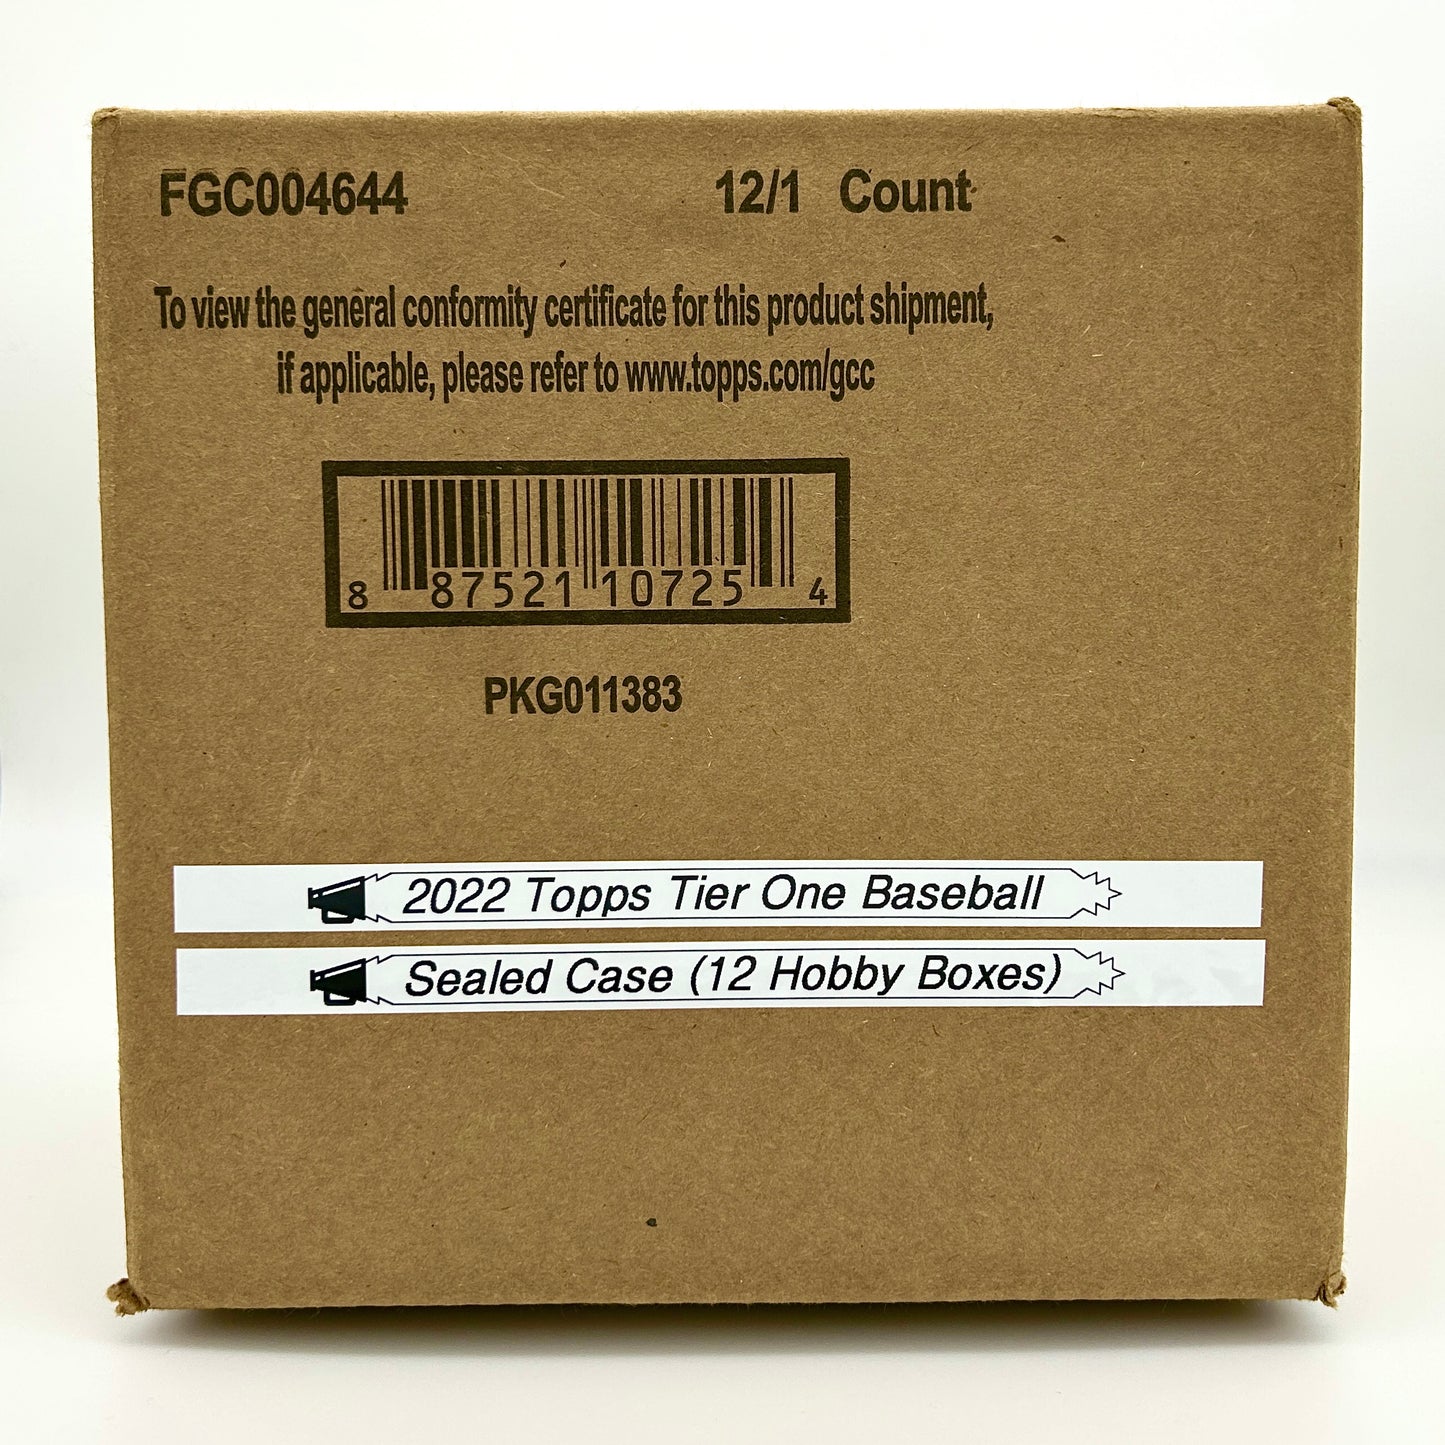 FGC004644 12/1 Count
To view the general conformity certificate for this product shipment,
if applicable, please refer to www.topps.com/gcc
8 87521 10725 4
PKG011383
2022 Topps Tier One Baseball
Sealed Case (12 Hobby Boxes)